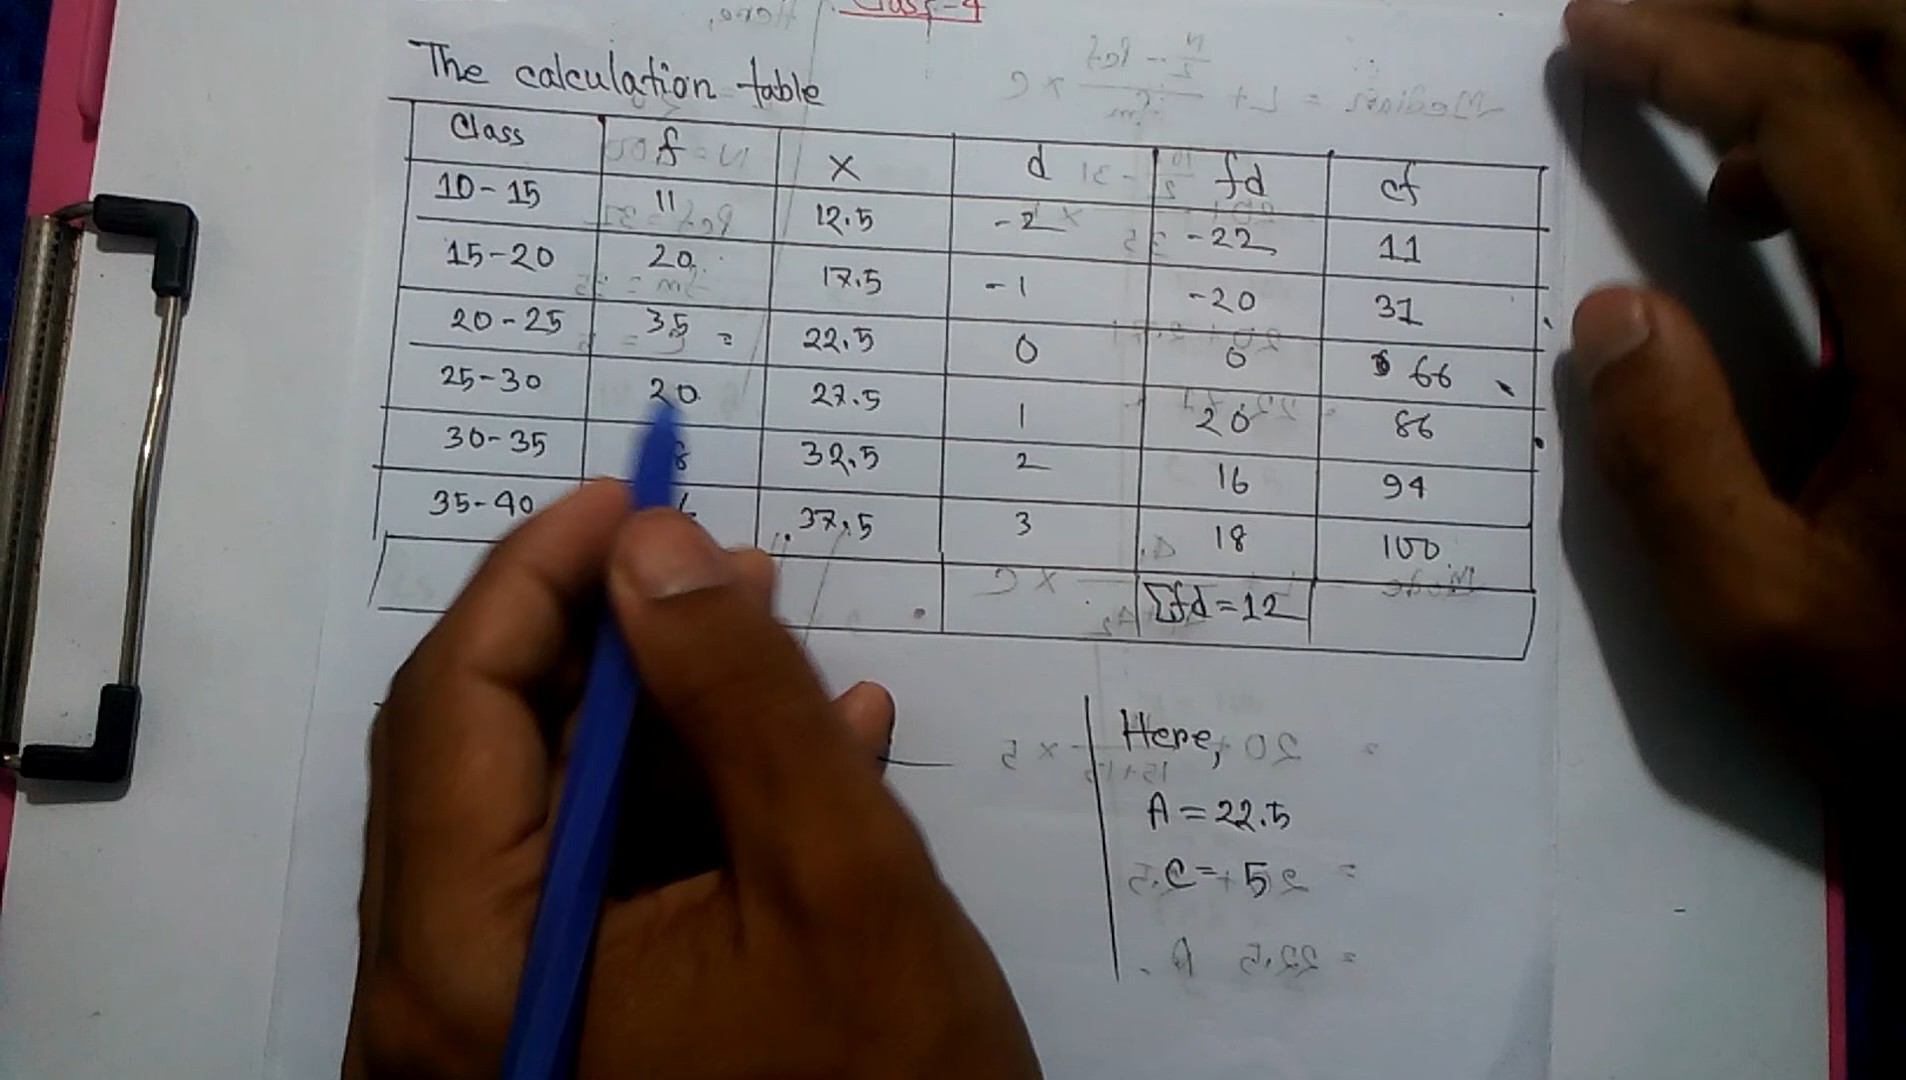 Class-4
The calculation table
Class f x d fd cf
10-15 11 12.5 -2 -22 11
15-20 20 17.5 -1 -20 31
20-25 35 22.5 0 0 66
25-30 20 27.5 1 20 86
30-35 8 32.5 2 16 94
35-40 37.5 3 18 100
Σfd=12
Here,
A=22.5
C=5